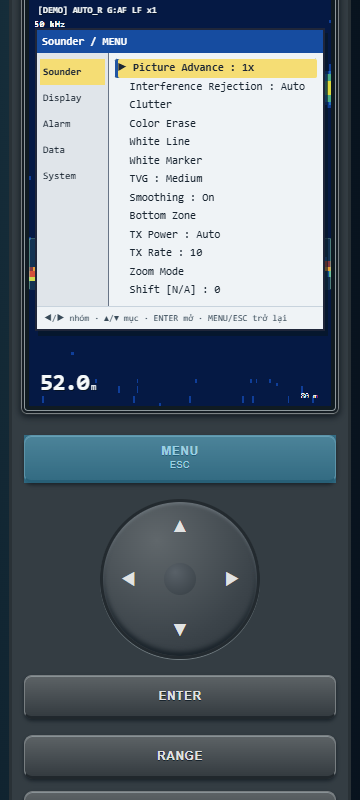 [DEMO] AUTO_R G:AF LF x1
50 kHz
Sounder / MENU
Sounder
Display
Alarm
Data
System
▶ Picture Advance : 1x
Interference Rejection : Auto
Clutter
Color Erase
White Line
White Marker
TVG : Medium
Smoothing : On
Bottom Zone
TX Power : Auto
TX Rate : 10
Zoom Mode
Shift [N/A] : 0
◀/▶ nhóm · ▲/▼ mục · ENTER mở · MENU/ESC trở lại
52.0m
80 m
MENU
ESC
ENTER
RANGE